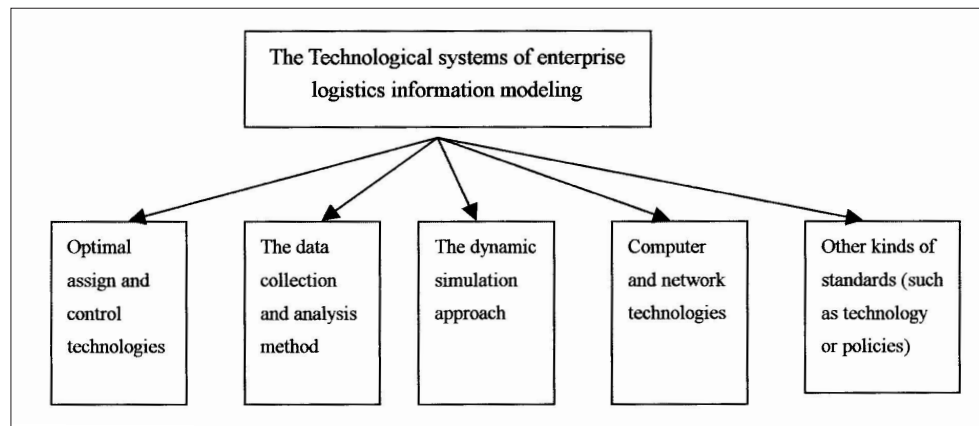 The Technological systems of enterprise
logistics information modeling
Optimal
assign and
control
technologies
The data
collection
and analysis
method
The dynamic
simulation
approach
Computer
and network
technologies
Other kinds of
standards (such
as technology
or policies)